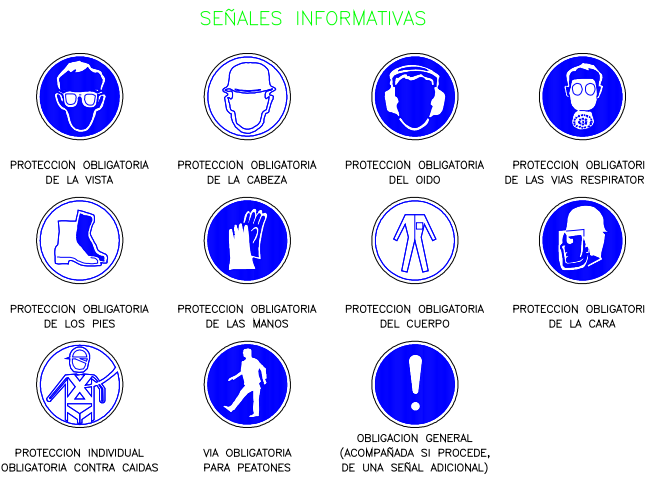 SEÑALES INFORMATIVAS
PROTECCION OBLIGATORIA
DE LA VISTA
PROTECCION OBLIGATORIA
DE LA CABEZA
PROTECCION OBLIGATORIA
DEL OIDO
PROTECCION OBLIGATORI
DE LAS VIAS RESPIRATOR
PROTECCION OBLIGATORIA
DE LOS PIES
PROTECCION OBLIGATORIA
DE LAS MANOS
PROTECCION OBLIGATORIA
DEL CUERPO
PROTECCION OBLIGATORI
DE LA CARA
PROTECCION INDIVIDUAL
OBLIGATORIA CONTRA CAIDAS
VIA OBLIGATORIA
PARA PEATONES
OBLIGACION GENERAL
(ACOMPAÑADA SI PROCEDE,
DE UNA SEÑAL ADICIONAL)